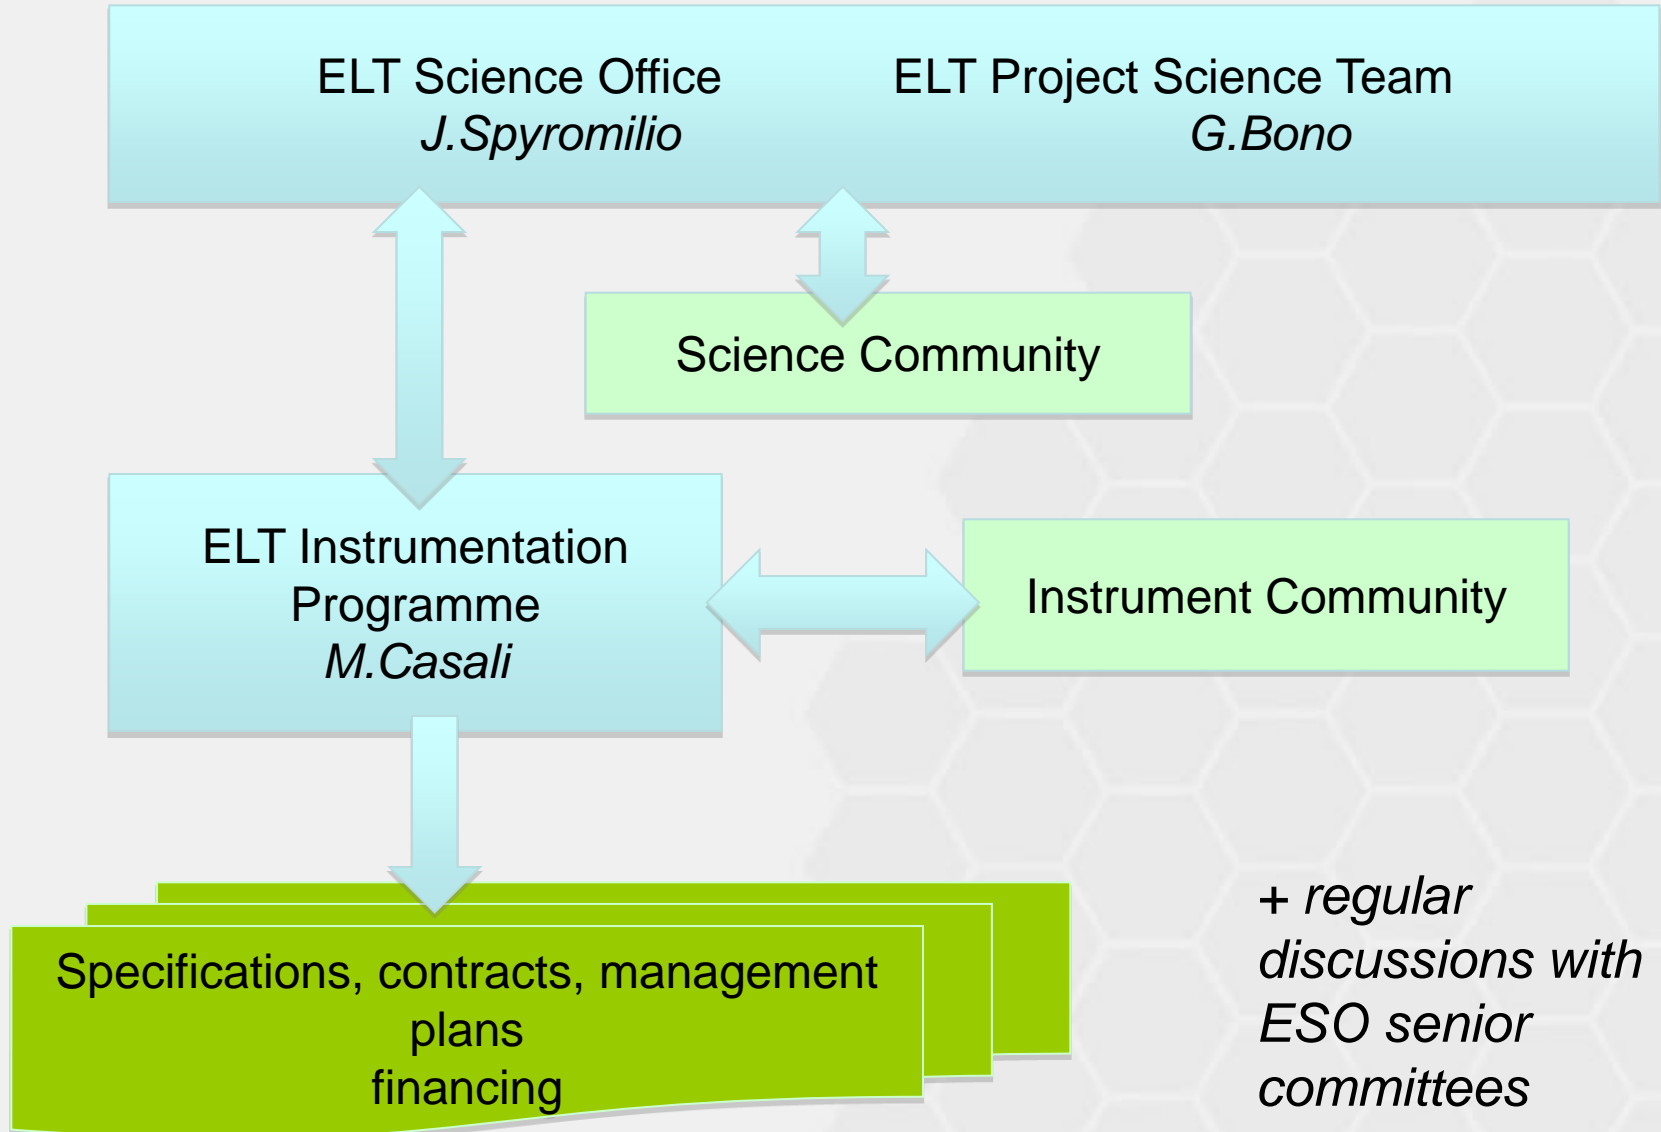 ELT Science Office
J.Spyromilio
ELT Project Science Team
G.Bono
Science Community
ELT Instrumentation
Programme
M.Casali
Instrument Community
Specifications, contracts, management
plans
financing
+ regular
discussions with
ESO senior
committees